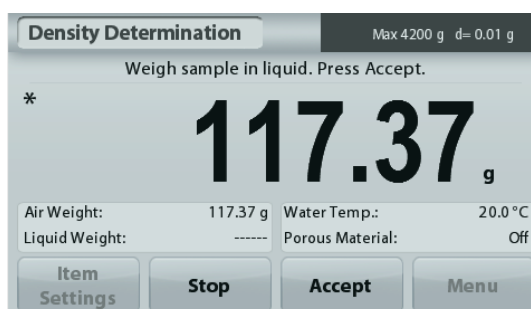 Density Determination
Max 4200 g d= 0.01 g
Weigh sample in liquid. Press Accept.
*
117.37 g
Air Weight: 117.37 g Water Temp.: 20.0 °C
Liquid Weight: ------ Porous Material: Off
Item Settings
Stop
Accept
Menu